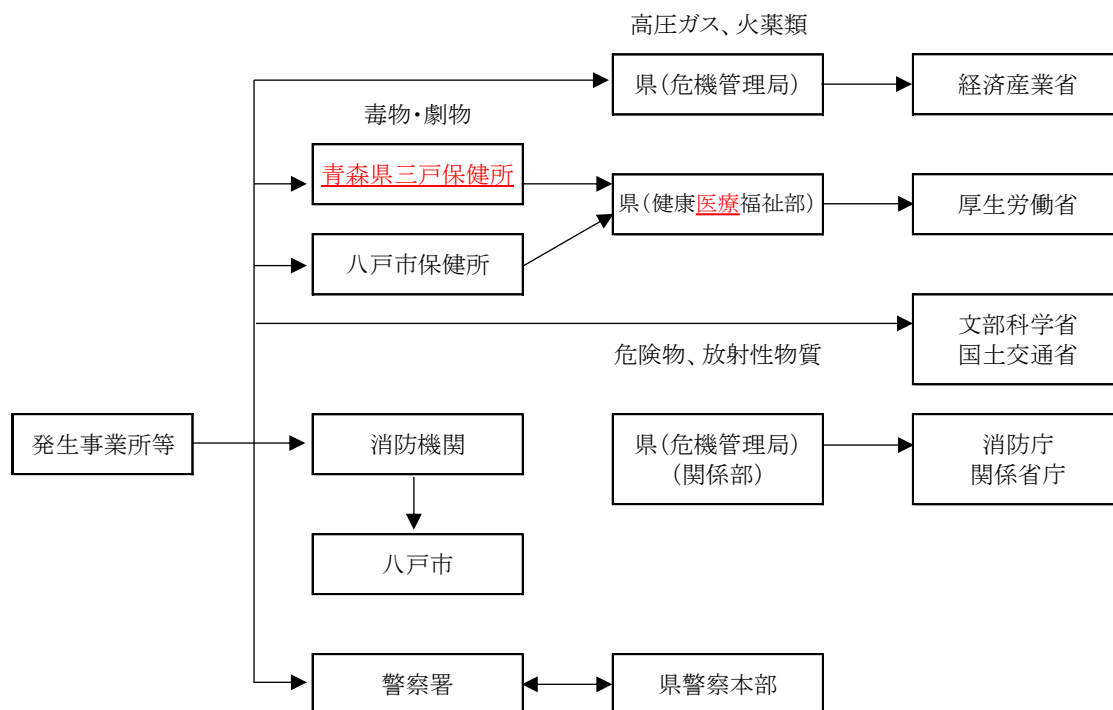 高圧ガス、火薬類
県(危機管理局)
経済産業省
毒物・劇物
青森県三戸保健所
県(健康医療福祉部)
厚生労働省
八戸市保健所
文部科学省
国土交通省
危険物、放射性物質
発生事業所等
消防機関
県(危機管理局)
(関係部)
消防庁
関係省庁
八戸市
警察署
県警察本部